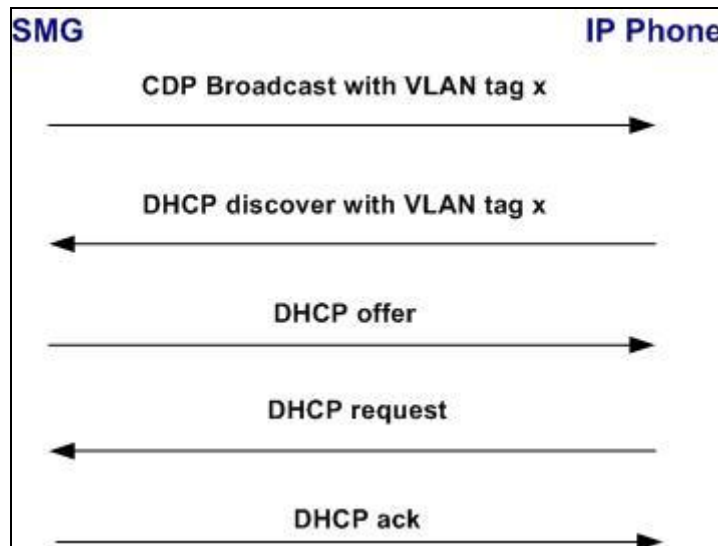 SMG IP Phone
CDP Broadcast with VLAN tag x
DHCP discover with VLAN tag x
DHCP offer
DHCP request
DHCP ack